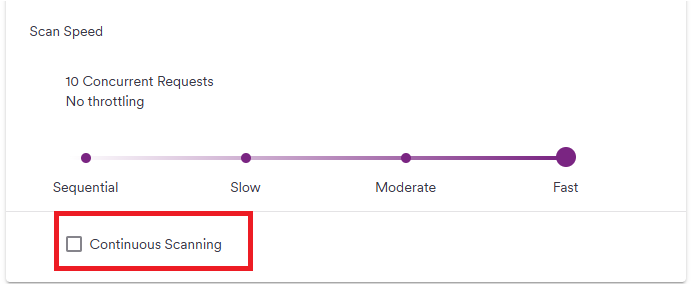 Scan Speed
10 Concurrent Requests
No throttling
Sequential Slow Moderate Fast
Continuous Scanning